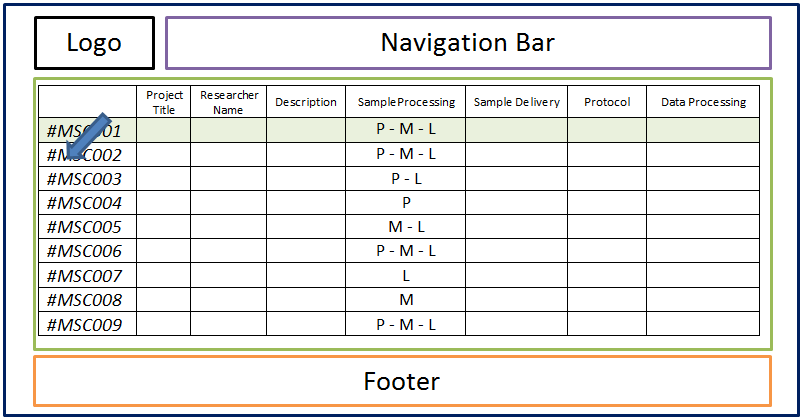 Logo
Navigation Bar
Project
Title
Researcher
Name
Description
SampleProcessing
Sample Delivery
Protocol
Data Processing
#MSC001 P - M - L
#MSC002 P - M - L
#MSC003 P - L
#MSC004 P
#MSC005 M - L
#MSC006 P - M - L
#MSC007 L
#MSC008 M
#MSC009 P - M - L
Footer